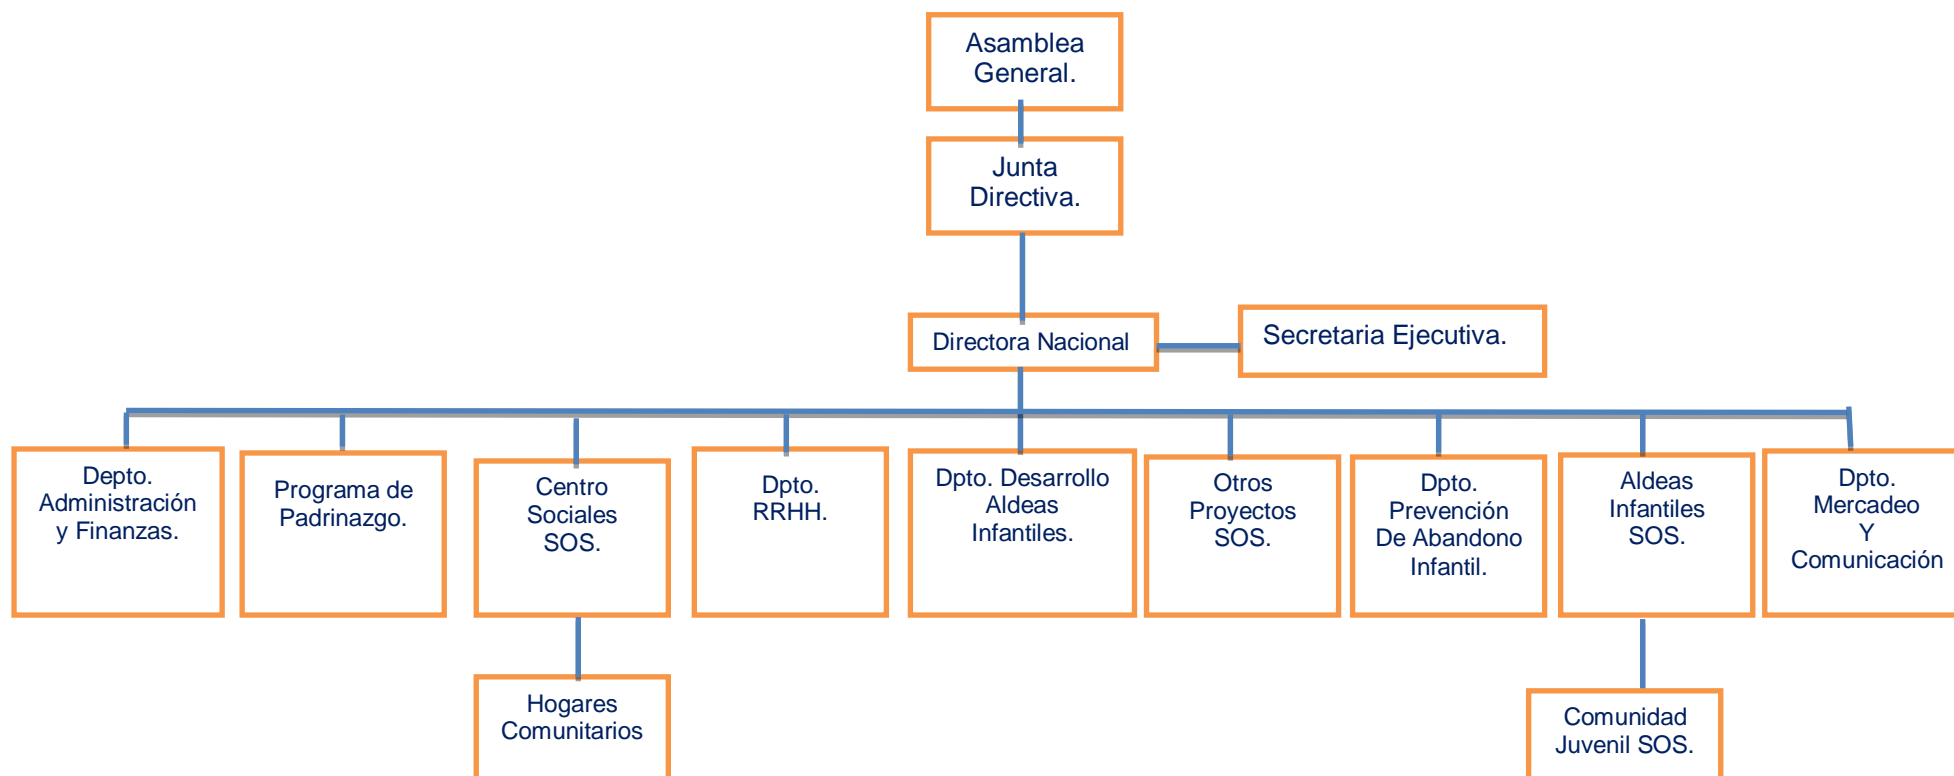 Asamblea
General.
Junta
Directiva.
Directora Nacional
Secretaria Ejecutiva.
Depto.
Administración
y Finanzas.
Programa de
Padrinazgo.
Centro
Sociales
SOS.
Dpto.
RRHH.
Dpto. Desarrollo
Aldeas
Infantiles.
Otros
Proyectos
SOS.
Dpto.
Prevención
De Abandono
Infantil.
Aldeas
Infantiles
SOS.
Dpto.
Mercadeo
Y
Comunicación
Hogares
Comunitarios
Comunidad
Juvenil SOS.